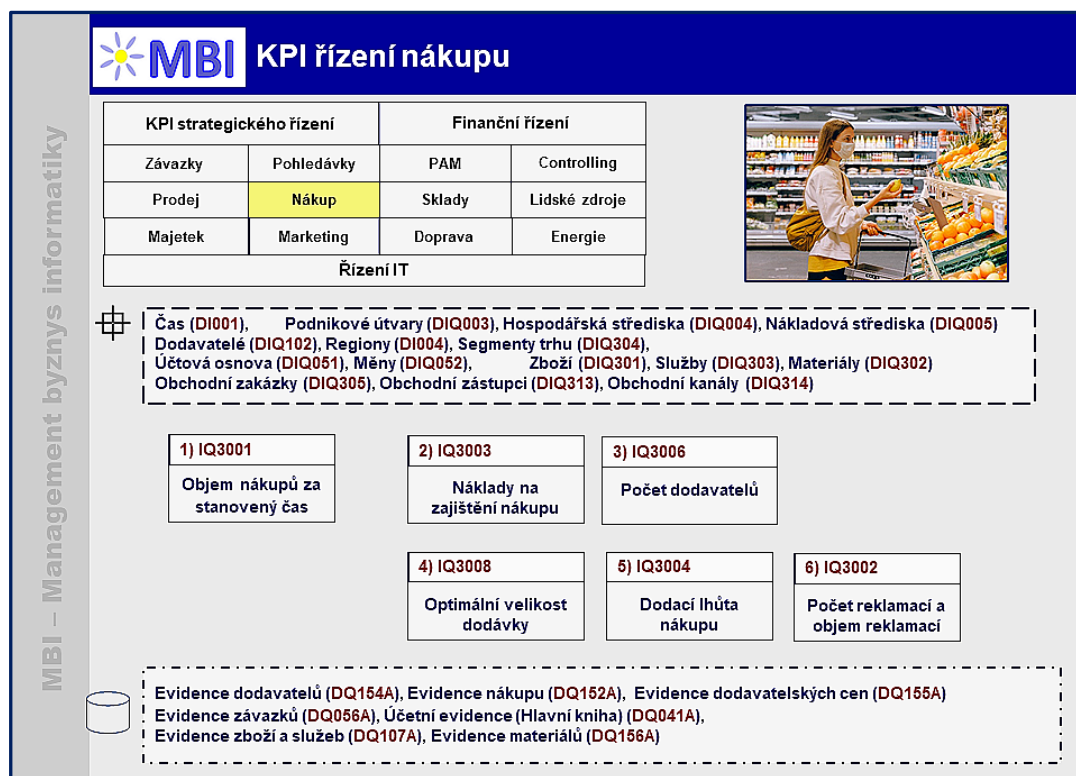 MBI – Management byznys informatiky
MBI KPI řízení nákupu
KPI strategického řízení Finanční řízení
Závazky Pohledávky PAM Controlling
Prodej Nákup Sklady Lidské zdroje
Majetek Marketing Doprava Energie
Řízení IT
Čas (DI001), Podnikové útvary (DIQ003), Hospodářská střediska (DIQ004), Nákladová střediska (DIQ005)
Dodavatelé (DIQ102), Regiony (DI004), Segmenty trhu (DIQ304),
Účtová osnova (DIQ051), Měny (DIQ052), Zboží (DIQ301), Služby (DIQ303), Materiály (DIQ302)
Obchodní zakázky (DIQ305), Obchodní zástupci (DIQ313), Obchodní kanály (DIQ314)
1) IQ3001
Objem nákupů za
stanovený čas
2) IQ3003
Náklady na
zajištění nákupu
3) IQ3006
Počet dodavatelů
4) IQ3008
Optimální velikost
dodávky
5) IQ3004
Dodací lhůta
nákupu
6) IQ3002
Počet reklamací a
objem reklamací
Evidence dodavatelů (DQ154A), Evidence nákupu (DQ152A), Evidence dodavatelských cen (DQ155A)
Evidence závazků (DQ056A), Účetní evidence (Hlavní kniha) (DQ041A),
Evidence zboží a služeb (DQ107A), Evidence materiálů (DQ156A)